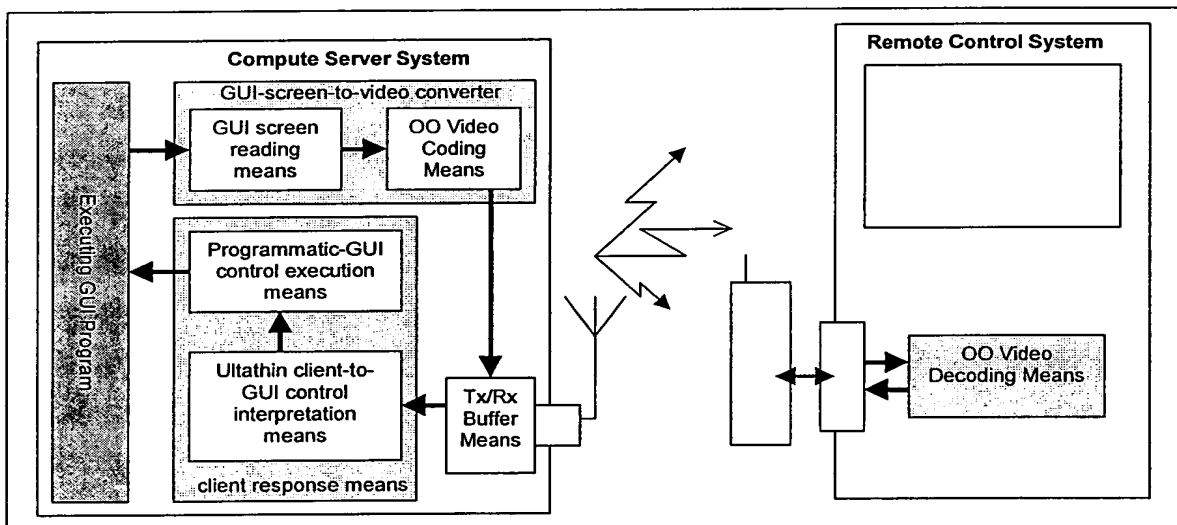 Compute Server System
GUI-screen-to-video converter
GUI screen
reading
means
OO Video
Coding
Means
Executing GUI Program
Programmatic-GUI
control execution
means
Ultathin client-to-
GUI control
interpretation
means
client response means
Tx/Rx
Buffer
Means
Remote Control System
OO Video
Decoding Means